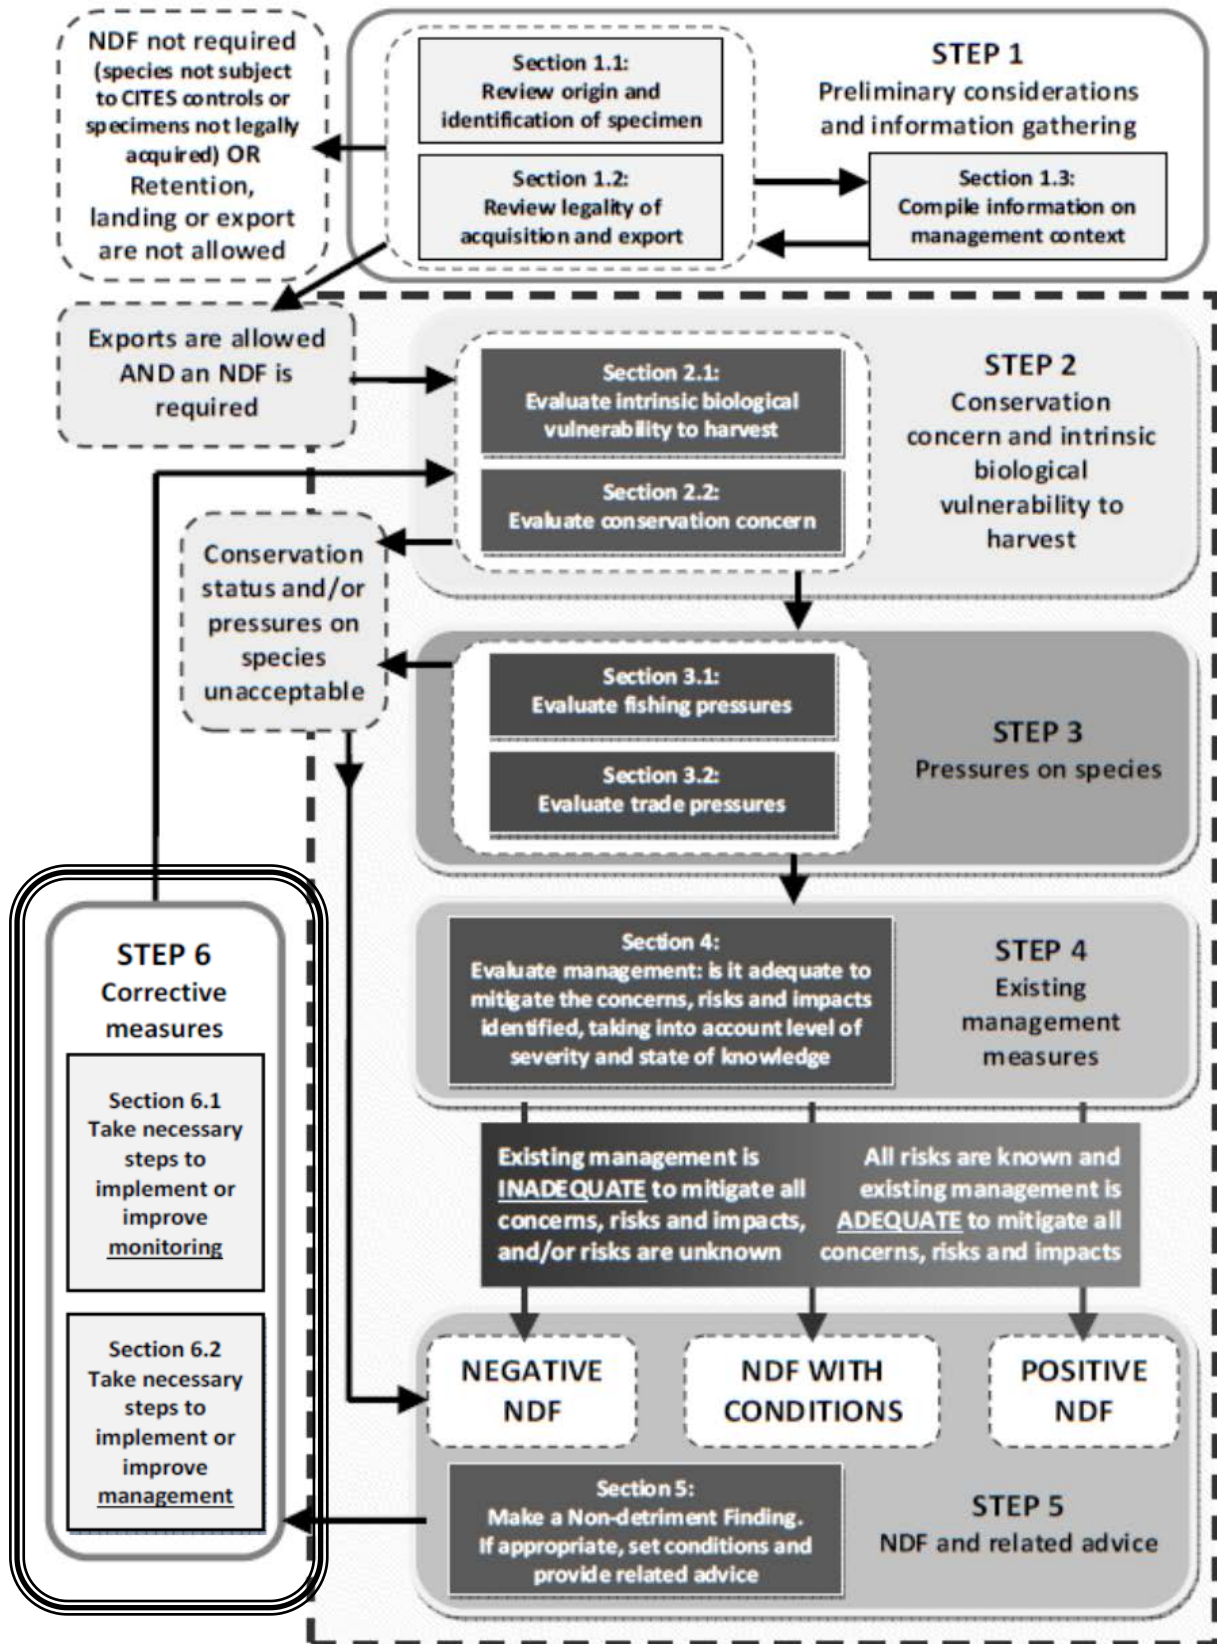 NDF not required
(species not subject
to CITES controls or
specimens not legally
acquired) OR
Retention,
landing or export
are not allowed
Section 1.1:
Review origin and
identification of specimen
Section 1.2:
Review legality of
acquisition and export
STEP 1
Preliminary considerations
and information gathering
Section 1.3:
Compile information on
management context
Exports are allowed
AND an NDF is
required
Section 2.1:
Evaluate intrinsic biological
vulnerability to harvest
Section 2.2:
Evaluate conservation concern
STEP 2
Conservation
concern and intrinsic
biological
vulnerability to
harvest
Conservation
status and/or
pressures on
species
unacceptable
Section 3.1:
Evaluate fishing pressures
Section 3.2:
Evaluate trade pressures
STEP 3
Pressures on species
Section 4:
Evaluate management: is it adequate to
mitigate the concerns, risks and impacts
identified, taking into account level of
severity and state of knowledge
STEP 4
Existing
management
measures
Existing management is
INADEQUATE to mitigate all
concerns, risks and impacts,
and/or risks are unknown
All risks are known and
existing management is
ADEQUATE to mitigate all
concerns, risks and impacts
NEGATIVE
NDF
NDF WITH
CONDITIONS
POSITIVE
NDF
Section 5:
Make a Non-detriment Finding.
If appropriate, set conditions and
provide related advice
STEP 5
NDF and related advice
STEP 6
Corrective
measures
Section 6.1
Take necessary
steps to
implement or
improve
monitoring
Section 6.2
Take necessary
steps to
implement or
improve
management